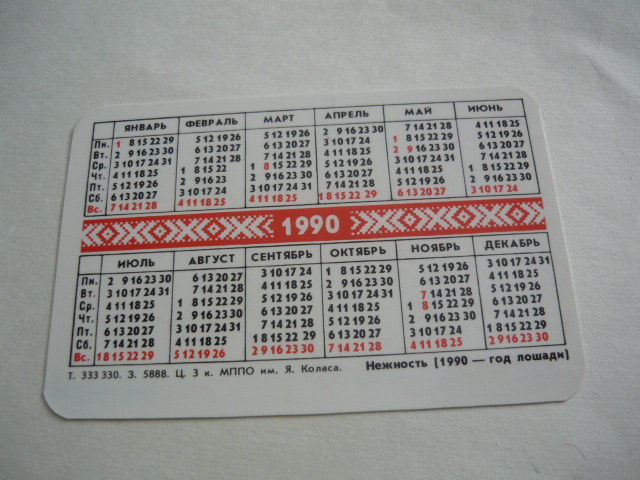 ЯНВАРЬ ФЕВРАЛЬ МАРТ АПРЕЛЬ МАЙ ИЮНЬ
Пн. 1 8 15 22 29 5 12 19 26 5 12 19 26 2 9 16 23 30 7 14 21 28 4 11 18 25
Вт. 2 9 16 23 30 6 13 20 27 6 13 20 27 3 10 17 24 1 8 15 22 29 5 12 19 26
Ср. 3 10 17 24 31 7 14 21 28 7 14 21 28 4 11 18 25 2 9 16 23 30 6 13 20 27
Чт. 4 11 18 25 1 8 15 22 1 8 15 22 29 5 12 19 26 3 10 17 24 31 7 14 21 28
Пт. 5 12 19 26 2 9 16 23 2 9 16 23 30 6 13 20 27 4 11 18 25 1 8 15 22 29
Сб. 6 13 20 27 3 10 17 24 3 10 17 24 31 7 14 21 28 5 12 19 26 2 9 16 23 30
Вс. 7 14 21 28 4 11 18 25 4 11 18 25 1 8 15 22 29 6 13 20 27 3 10 17 24
1990
ИЮЛЬ АВГУСТ СЕНТЯБРЬ ОКТЯБРЬ НОЯБРЬ ДЕКАБРЬ
Пн. 2 9 16 23 30 6 13 20 27 3 10 17 24 1 8 15 22 29 5 12 19 26 3 10 17 24 31
Вт. 3 10 17 24 31 7 14 21 28 4 11 18 25 2 9 16 23 30 6 13 20 27 4 11 18 25
Ср. 4 11 18 25 1 8 15 22 29 5 12 19 26 3 10 17 24 31 7 14 21 28 5 12 19 26
Чт. 5 12 19 26 2 9 16 23 30 6 13 20 27 4 11 18 25 1 8 15 22 29 6 13 20 27
Пт. 6 13 20 27 3 10 17 24 31 7 14 21 28 5 12 19 26 2 9 16 23 30 7 14 21 28
Сб. 7 14 21 28 4 11 18 25 1 8 15 22 29 6 13 20 27 3 10 17 24 1 8 15 22 29
Вс. 1 8 15 22 29 5 12 19 26 2 9 16 23 30 7 14 21 28 4 11 18 25 2 9 16 23 30
Т. 333 330. З. 5888. Ц. 3 к. МППО им. Я. Коласа. Нежность (1990 — год лошади)